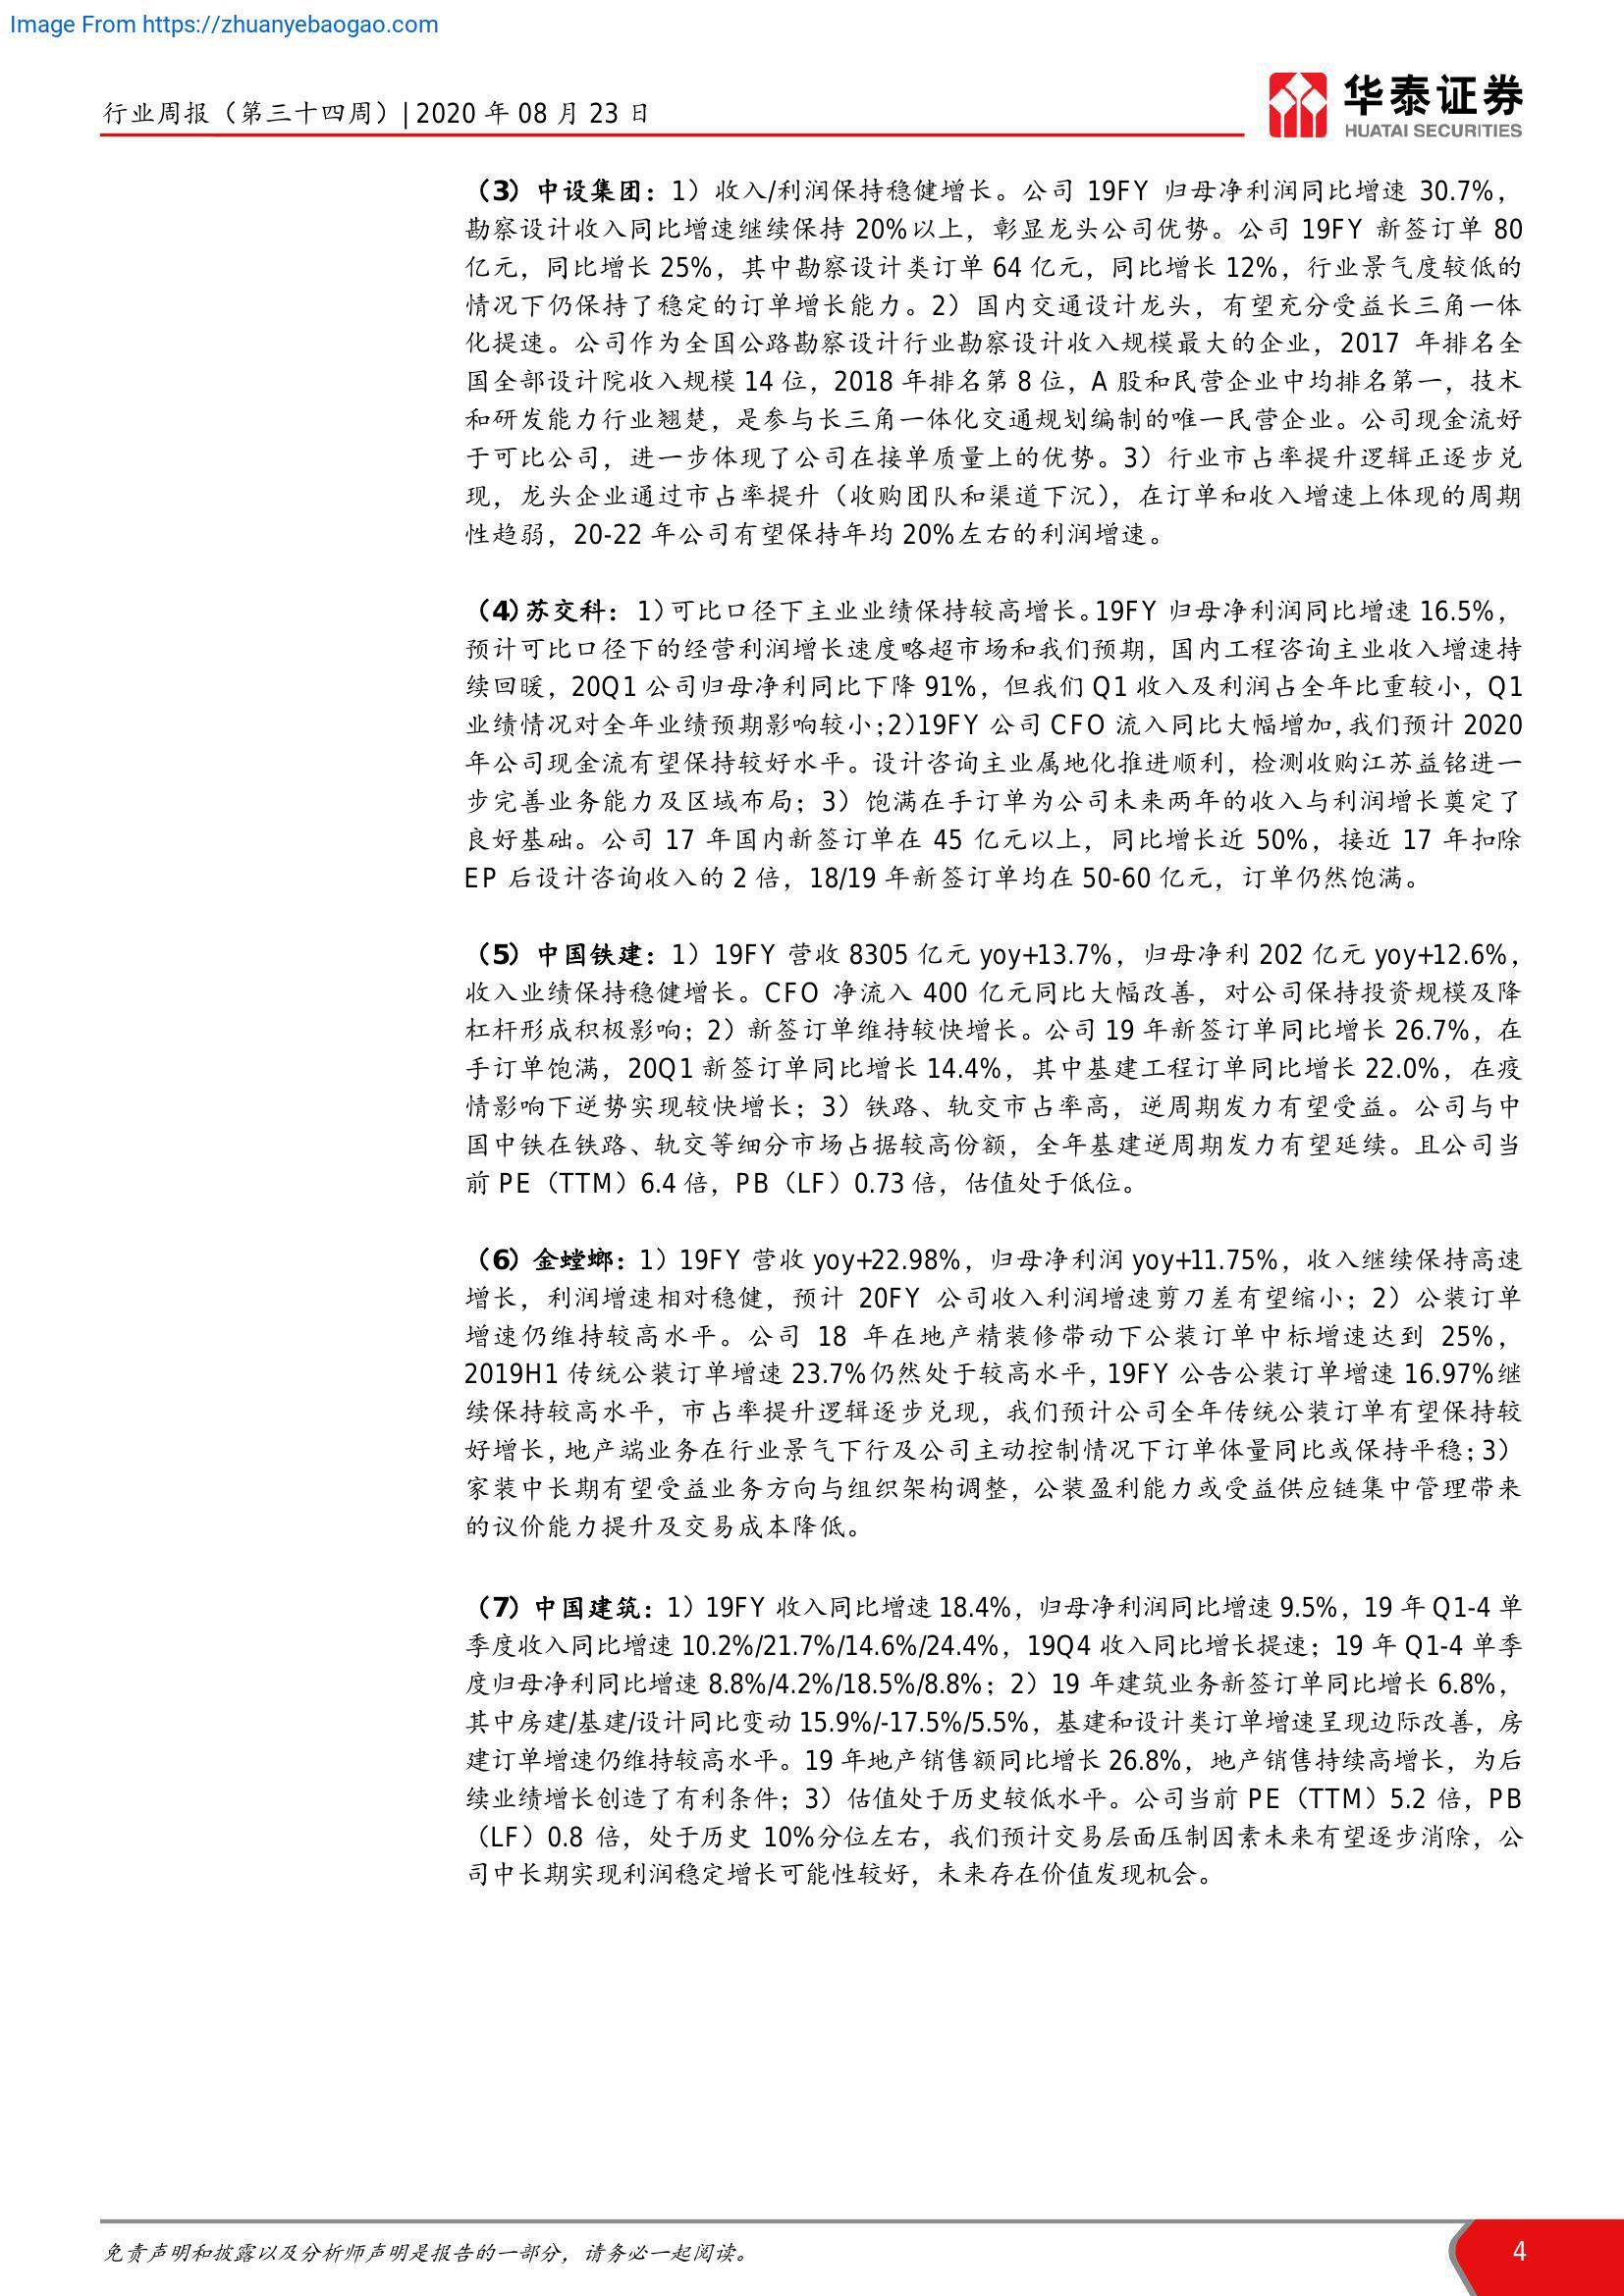 Image From https://zhuanyebaogao.com
行业周报（第三十四周）| 2020 年 08 月 23 日
华泰证券
HUATAI SECURITIES
（3）中设集团：1）收入/利润保持稳健增长。公司 19FY 归母净利润同比增速 30.7%，
勘察设计收入同比增速继续保持 20%以上，彰显龙头公司优势。公司 19FY 新签订单 80
亿元，同比增长 25%，其中勘察设计类订单 64 亿元，同比增长 12%，行业景气度较低的
情况下仍保持了稳定的订单增长能力。2）国内交通设计龙头，有望充分受益长三角一体
化提速。公司作为全国公路勘察设计行业勘察设计收入规模最大的企业，2017 年排名全
国全部设计院收入规模 14 位，2018 年排名第 8 位，A 股和民营企业中均排名第一，技术
和研发能力行业翘楚，是参与长三角一体化交通规划编制的唯一民营企业。公司现金流好
于可比公司，进一步体现了公司在接单质量上的优势。3）行业市占率提升逻辑正逐步兑
现，龙头企业通过市占率提升（收购团队和渠道下沉），在订单和收入增速上体现的周期
性趋弱，20-22 年公司有望保持年均 20%左右的利润增速。
（4）苏交科：1）可比口径下主业业绩保持较高增长。19FY 归母净利润同比增速 16.5%，
预计可比口径下的经营利润增长速度略超市场和我们预期，国内工程咨询主业收入增速持
续回暖，20Q1 公司归母净利同比下降 91%，但我们 Q1 收入及利润占全年比重较小，Q1
业绩情况对全年业绩预期影响较小；2）19FY 公司 CFO 流入同比大幅增加，我们预计 2020
年公司现金流有望保持较好水平。设计咨询主业属地化推进顺利，检测收购江苏益铭进一
步完善业务能力及区域布局；3）饱满在手订单为公司未来两年的收入与利润增长奠定了
良好基础。公司 17 年国内新签订单在 45 亿元以上，同比增长近 50%，接近 17 年扣除
EP 后设计咨询收入的 2 倍，18/19 年新签订单均在 50-60 亿元，订单仍然饱满。
（5）中国铁建：1）19FY 营收 8305 亿元 yoy+13.7%，归母净利 202 亿元 yoy+12.6%，
收入业绩保持稳健增长。CFO 净流入 400 亿元同比大幅改善，对公司保持投资规模及降
杠杆形成积极影响；2）新签订单维持较快增长。公司 19 年新签订单同比增长 26.7%，在
手订单饱满，20Q1 新签订单同比增长 14.4%，其中基建工程订单同比增长 22.0%，在疫
情影响下逆势实现较快增长；3）铁路、轨交市占率高，逆周期发力有望受益。公司与中
国中铁在铁路、轨交等细分市场占据较高份额，全年基建逆周期发力有望延续。且公司当
前 PE（TTM）6.4 倍，PB（LF）0.73 倍，估值处于低位。
（6）金螳螂：1）19FY 营收 yoy+22.98%，归母净利润 yoy+11.75%，收入继续保持高速
增长，利润增速相对稳健，预计 20FY 公司收入利润增速剪刀差有望缩小；2）公装订单
增速仍维持较高水平。公司 18 年在地产精装修带动下公装订单中标增速达到 25%，
2019H1 传统公装订单增速 23.7%仍然处于较高水平，19FY 公告公装订单增速 16.97%继
续保持较高水平，市占率提升逻辑逐步兑现，我们预计公司全年传统公装订单有望保持较
好增长，地产端业务在行业景气下行及公司主动控制情况下订单体量同比或保持平稳；3）
家装中长期有望受益业务方向与组织架构调整，公装盈利能力或受益供应链集中管理带来
的议价能力提升及交易成本降低。
（7）中国建筑：1）19FY 收入同比增速 18.4%，归母净利润同比增速 9.5%，19 年 Q1-4 单
季度收入同比增速 10.2%/21.7%/14.6%/24.4%，19Q4 收入同比增长提速；19 年 Q1-4 单季
度归母净利同比增速 8.8%/4.2%/18.5%/8.8%；2）19 年建筑业务新签订单同比增长 6.8%，
其中房建/基建/设计同比变动 15.9%/-17.5%/5.5%，基建和设计类订单增速呈现边际改善，房
建订单增速仍维持较高水平。19 年地产销售额同比增长 26.8%，地产销售持续高增长，为后
续业绩增长创造了有利条件；3）估值处于历史较低水平。公司当前 PE（TTM）5.2 倍，PB
（LF）0.8 倍，处于历史 10%分位左右，我们预计交易层面压制因素未来有望逐步消除，公
司中长期实现利润稳定增长可能性较好，未来存在价值发现机会。
免责声明和披露以及分析师声明是报告的一部分，请务必一起阅读。
4